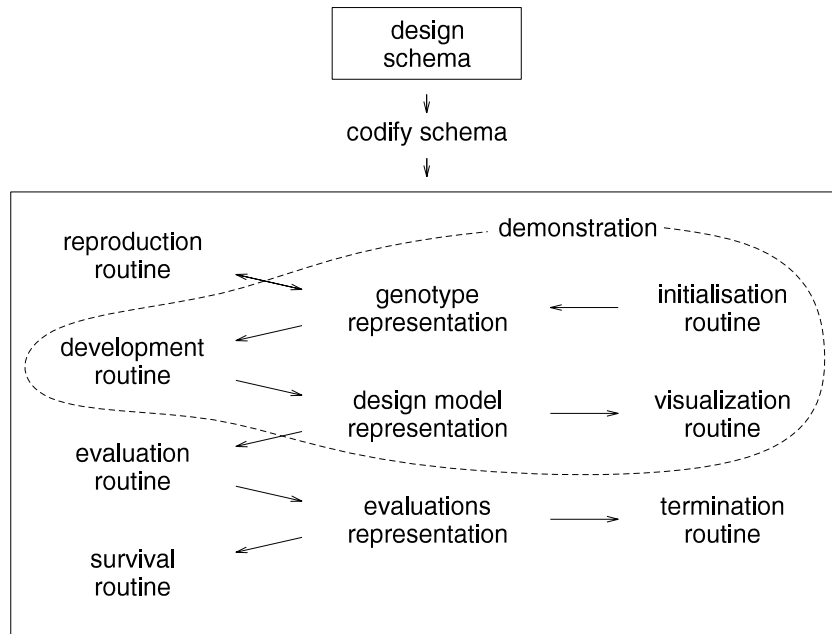 design
schema
codify schema
demonstration
reproduction
routine
genotype
representation
initialisation
routine
development
routine
design model
representation
visualization
routine
evaluation
routine
evaluations
representation
termination
routine
survival
routine